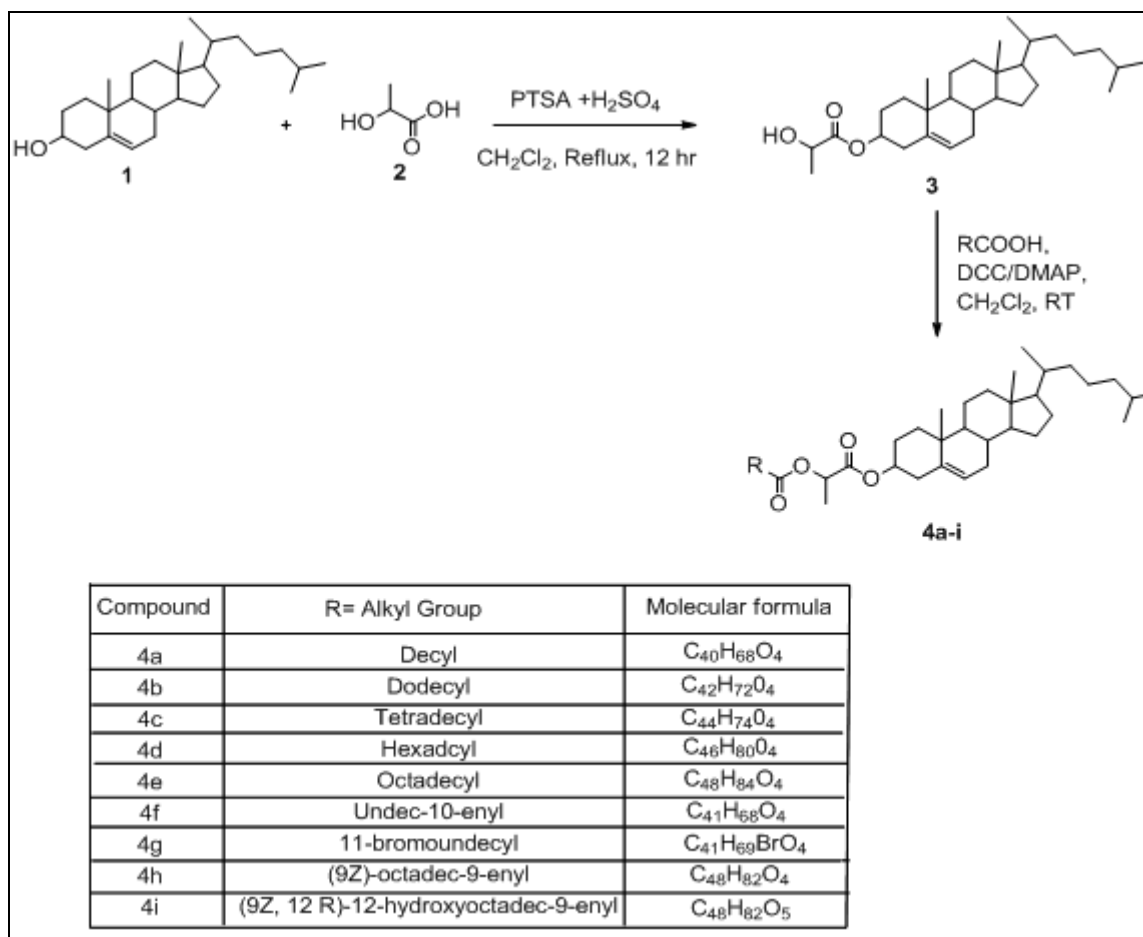 HO
1
+
HO
OH
O
2
PTSA +H₂SO₄
CH₂Cl₂, Reflux, 12 hr
HO
O
O
3
RCOOH,
DCC/DMAP,
CH₂Cl₂, RT
R
O
O
O
O
4a-i
Compound R= Alkyl Group Molecular formula
4a Decyl C₄₀H₆₈O₄
4b Dodecyl C₄₂H₇₂0₄
4c Tetradecyl C₄₄H₇₄0₄
4d Hexadcyl C₄₆H₈₀0₄
4e Octadecyl C₄₈H₈₄O₄
4f Undec-10-enyl C₄₁H₆₈O₄
4g 11-bromoundecyl C₄₁H₆₉BrO₄
4h (9Z)-octadec-9-enyl C₄₈H₈₂O₄
4i (9Z, 12 R)-12-hydroxyoctadec-9-enyl C₄₈H₈₂O₅